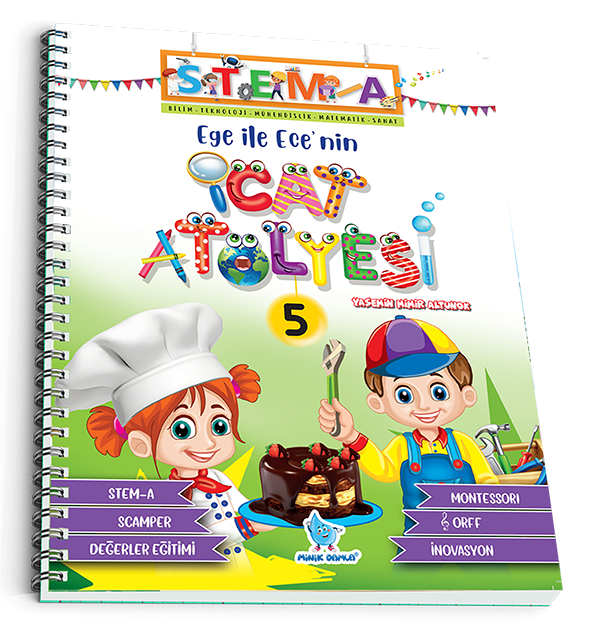 STEM-A
BİLİM - TEKNOLOJİ - MÜHENDİSLİK - MATEMATİK - SANAT
Ege ile Ece'nin
İCAT
ATÖLYESİ
5
YASEMİN MİNİR ALTUNOK
STEM-A
SCAMPER
DEĞERLER EĞİTİMİ
MONTESSORI
ORFF
İNOVASYON
MİNİK DAMLA®